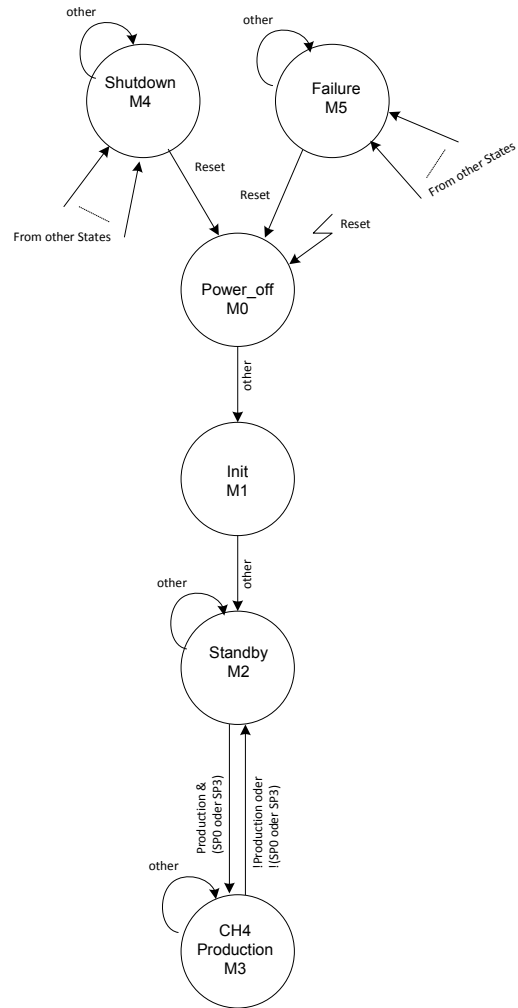 other
Shutdown
M4
other
Failure
M5
Reset
Reset
From other States
From other States
Reset
Power_off
M0
other
Init
M1
other
other
Standby
M2
Production &
(SP0 oder SP3)
!Production oder
!(SP0 oder SP3)
other
CH4
Production
M3